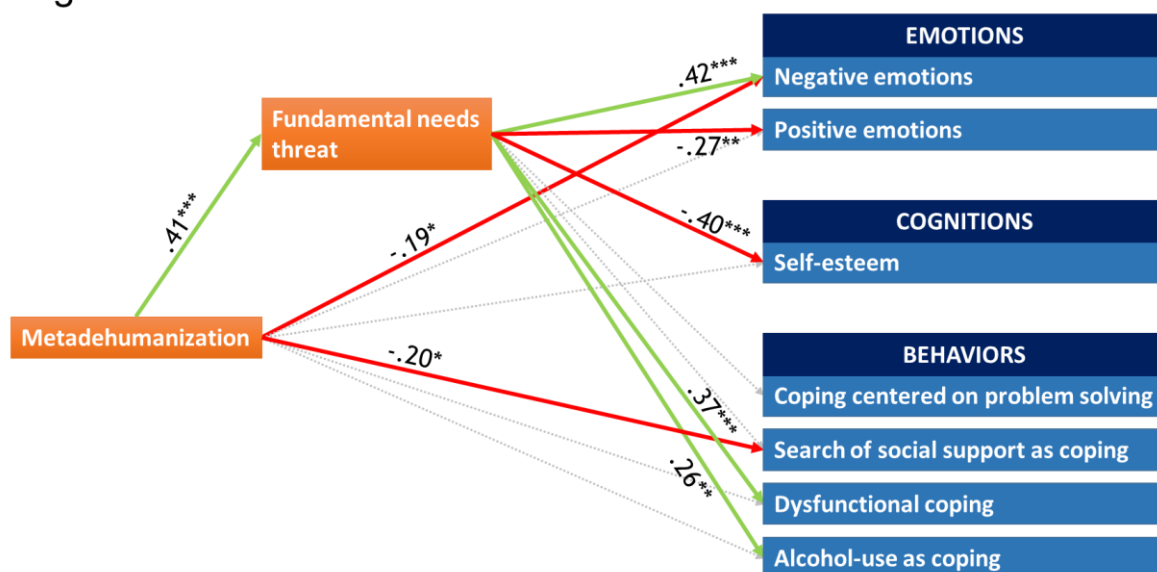 EMOTIONS
Negative emotions
Positive emotions
Fundamental needs
threat
.42***
-.27**
-.40***
.41***
-.19*
COGNITIONS
Self-esteem
Metadehumanization
-.20*
.37***
.26**
BEHAVIORS
Coping centered on problem solving
Search of social support as coping
Dysfunctional coping
Alcohol-use as coping